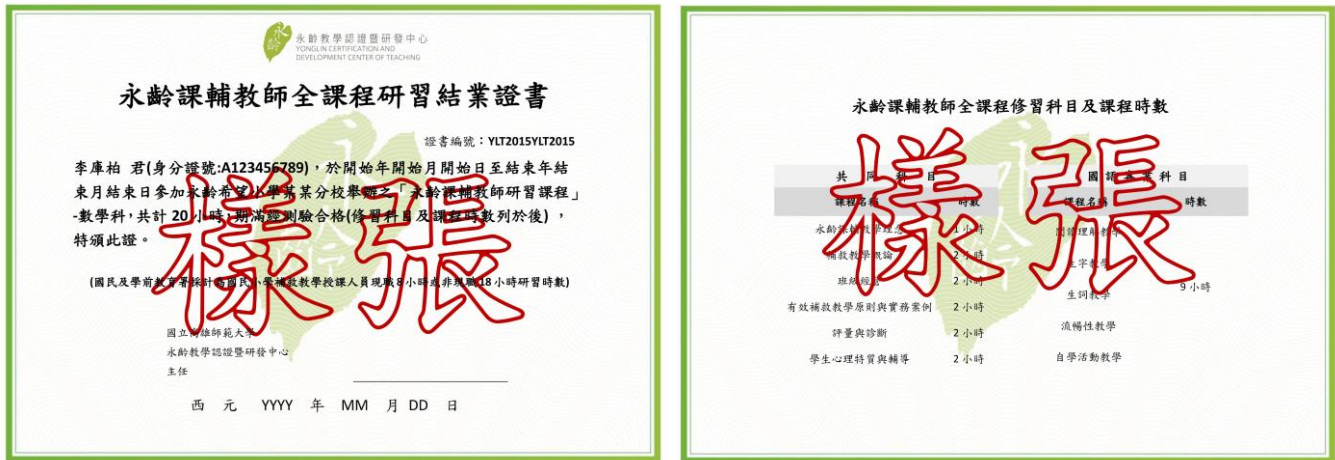 永齡
永齡教學認證暨研發中心
YONGLIN CERTIFICATION AND
DEVELOPMENT CENTER OF TEACHING
永齡課輔教師全課程研習結業證書
證書編號：YLT2015YLT2015
李庫柏 君(身分證號:A123456789)，於開始年開始月開始日至結束年結
束月結束日參加永齡希望小學某某分校舉辦之「永齡課輔教師研習課程」
-數學科，共計 20 小時，期滿經測驗合格(修習科目及課程時數列於後)，
特頒此證。
(國民及學前教育署採計為國民小學補救教學授課人員現職8小時或非現職18小時研習時數)
樣張
國立高雄師範大學
永齡教學認證暨研發中心
主任
西 元 YYYY 年 MM 月 DD 日
永齡課輔教師全課程修習科目及課程時數
樣張
共 同 科 目 國語專業科目
課程名稱 時數 課程名稱 時數
永齡課輔教學理念 1 小時 閱讀理解教學
補救教學概論 2 小時 生字教學
班級經營 2 小時 生詞教學 9 小時
有效補救教學原則與實務案例 2 小時 流暢性教學
評量與診斷 2 小時 自學活動教學
學生心理特質與輔導 2 小時